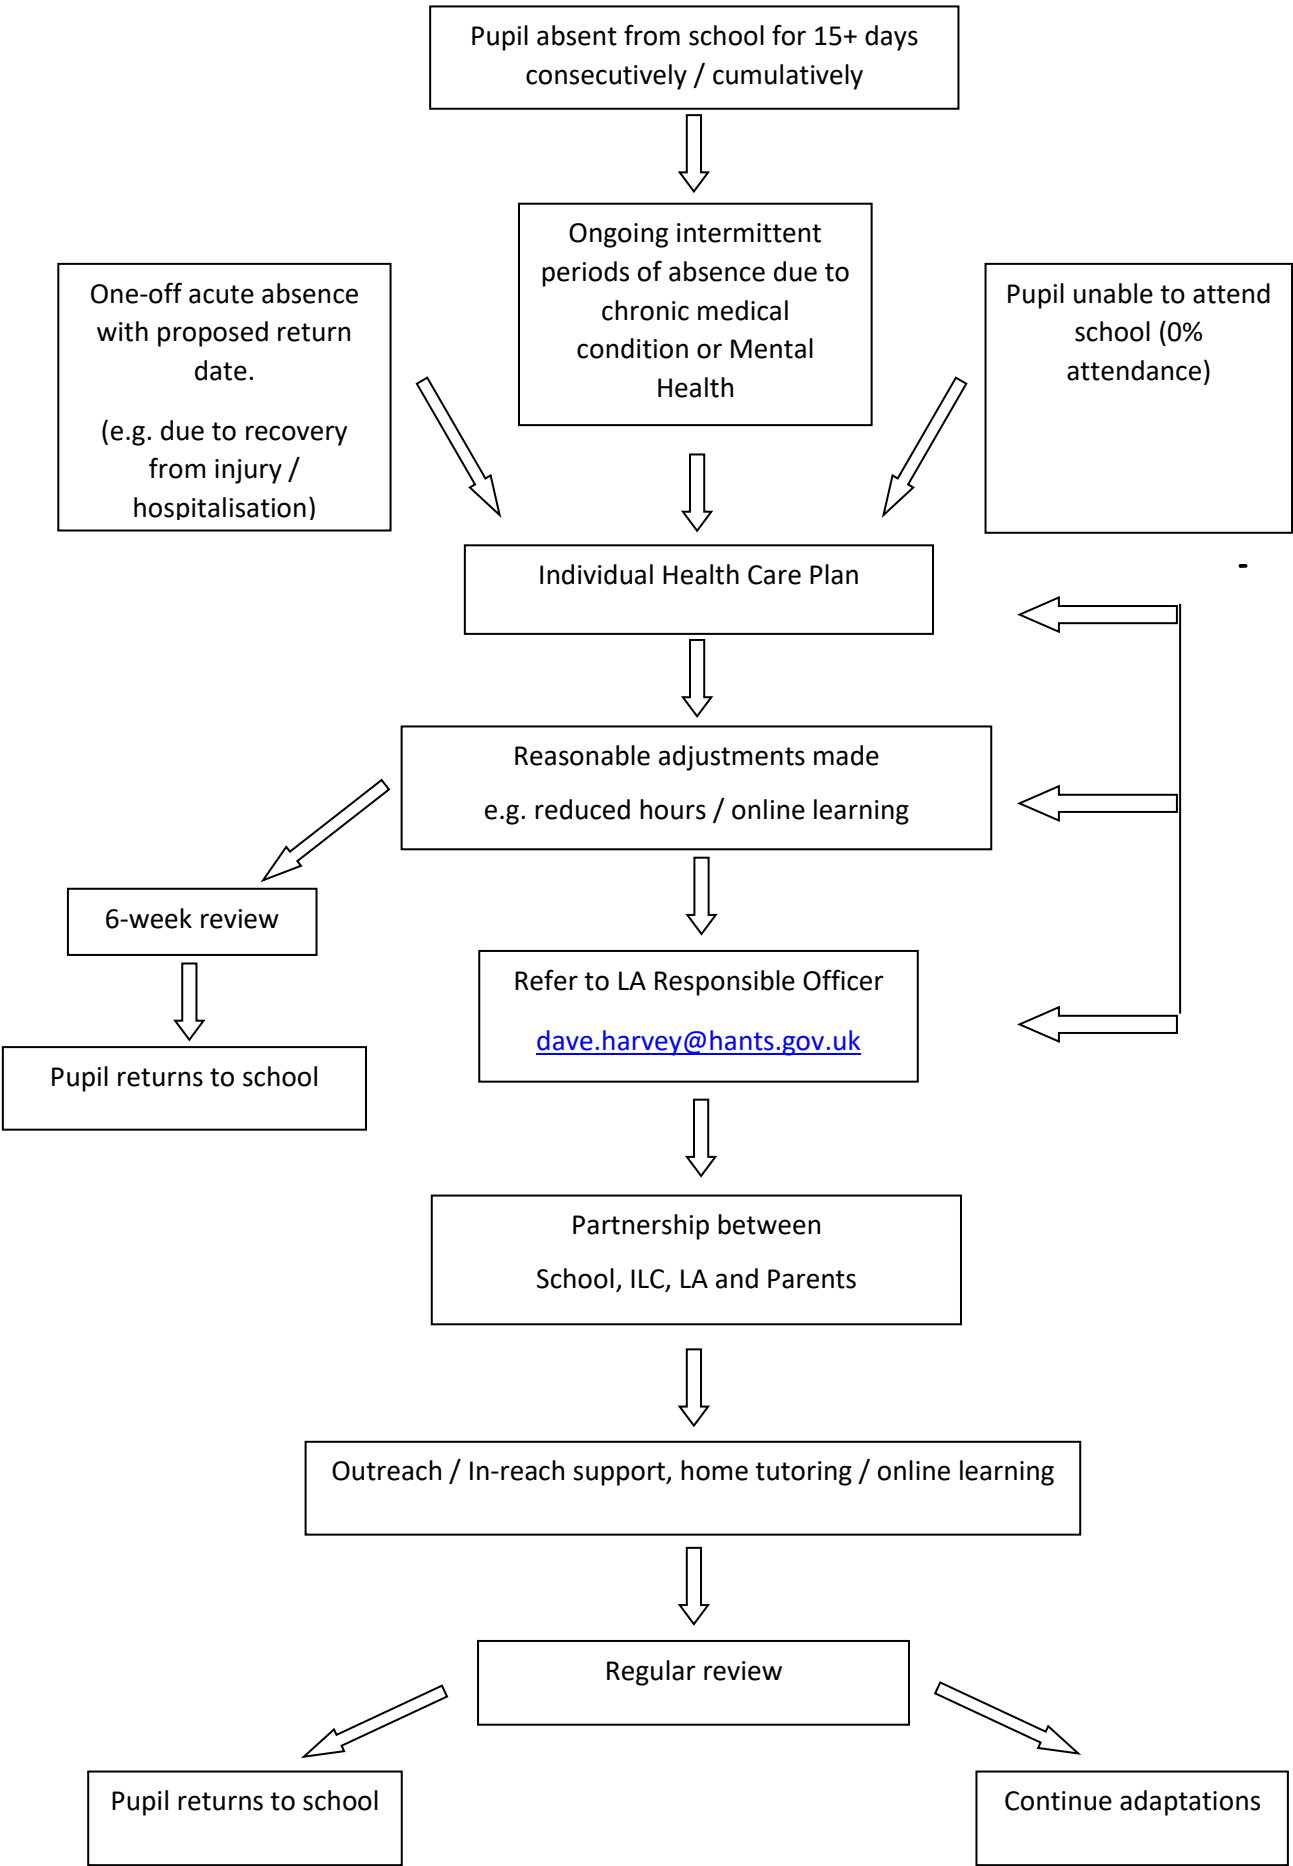 Pupil absent from school for 15+ days
consecutively / cumulatively
One-off acute absence
with proposed return
date.
(e.g. due to recovery
from injury /
hospitalisation)
Ongoing intermittent
periods of absence due to
chronic medical
condition or Mental
Health
Pupil unable to attend
school (0%
attendance)
-
Individual Health Care Plan
Reasonable adjustments made
e.g. reduced hours / online learning
6-week review
Pupil returns to school
Refer to LA Responsible Officer
dave.harvey@hants.gov.uk
Partnership between
School, ILC, LA and Parents
Outreach / In-reach support, home tutoring / online learning
Regular review
Pupil returns to school
Continue adaptations